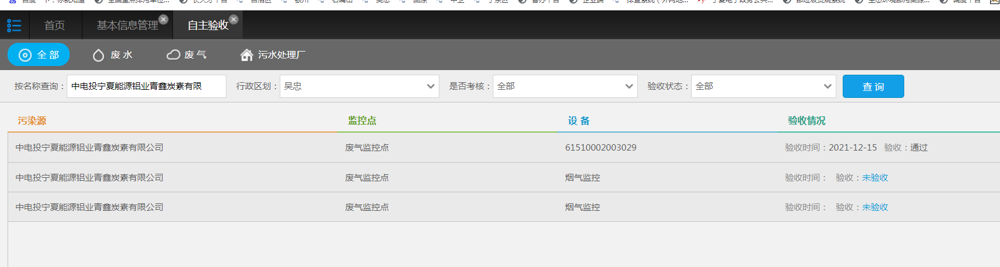 首页 基本信息管理 自主验收
全部 废水 废气 污水处理厂
按名称查询： 中电投宁夏能源铝业青鑫炭素有限 行政区划： 吴忠 是否考核： 全部 验收状态： 全部 查询
污染源 监控点 设备 验收情况
中电投宁夏能源铝业青鑫炭素有限公司 废气监控点 61510002003029 验收时间：2021-12-15 验收：通过
中电投宁夏能源铝业青鑫炭素有限公司 废气监控点 烟气监控 验收时间： 验收：未验收
中电投宁夏能源铝业青鑫炭素有限公司 废气监控点 烟气监控 验收时间： 验收：未验收